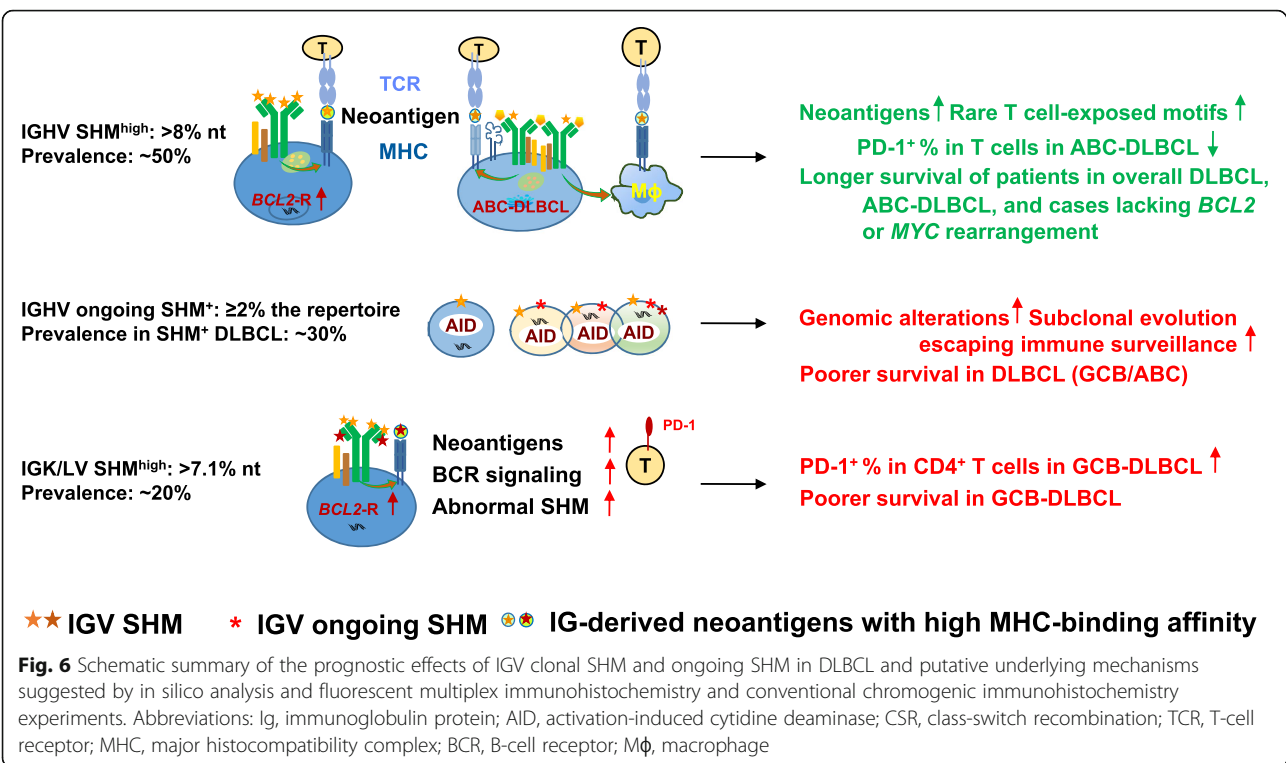 T
T
T
TCR
Neoantigen
MHC
IGHV SHMhigh: >8% nt
Prevalence: ~50%
BCL2-R
ABC-DLBCL
Mϕ
Neoantigens Rare T cell-exposed motifs
PD-1+ % in T cells in ABC-DLBCL
Longer survival of patients in overall DLBCL,
ABC-DLBCL, and cases lacking BCL2
or MYC rearrangement
IGHV ongoing SHM+: ≥2% the repertoire
Prevalence in SHM+ DLBCL: ~30%
AID
AID
AID
AID
Genomic alterations Subclonal evolution
escaping immune surveillance
Poorer survival in DLBCL (GCB/ABC)
IGK/LV SHMhigh: >7.1% nt
Prevalence: ~20%
BCL2-R
Neoantigens
BCR signaling
Abnormal SHM
PD-1
T
PD-1+ % in CD4+ T cells in GCB-DLBCL
Poorer survival in GCB-DLBCL
IGV SHM * IGV ongoing SHM IG-derived neoantigens with high MHC-binding affinity
Fig. 6 Schematic summary of the prognostic effects of IGV clonal SHM and ongoing SHM in DLBCL and putative underlying mechanisms
suggested by in silico analysis and fluorescent multiplex immunohistochemistry and conventional chromogenic immunohistochemistry
experiments. Abbreviations: Ig, immunoglobulin protein; AID, activation-induced cytidine deaminase; CSR, class-switch recombination; TCR, T-cell
receptor; MHC, major histocompatibility complex; BCR, B-cell receptor; Mϕ, macrophage